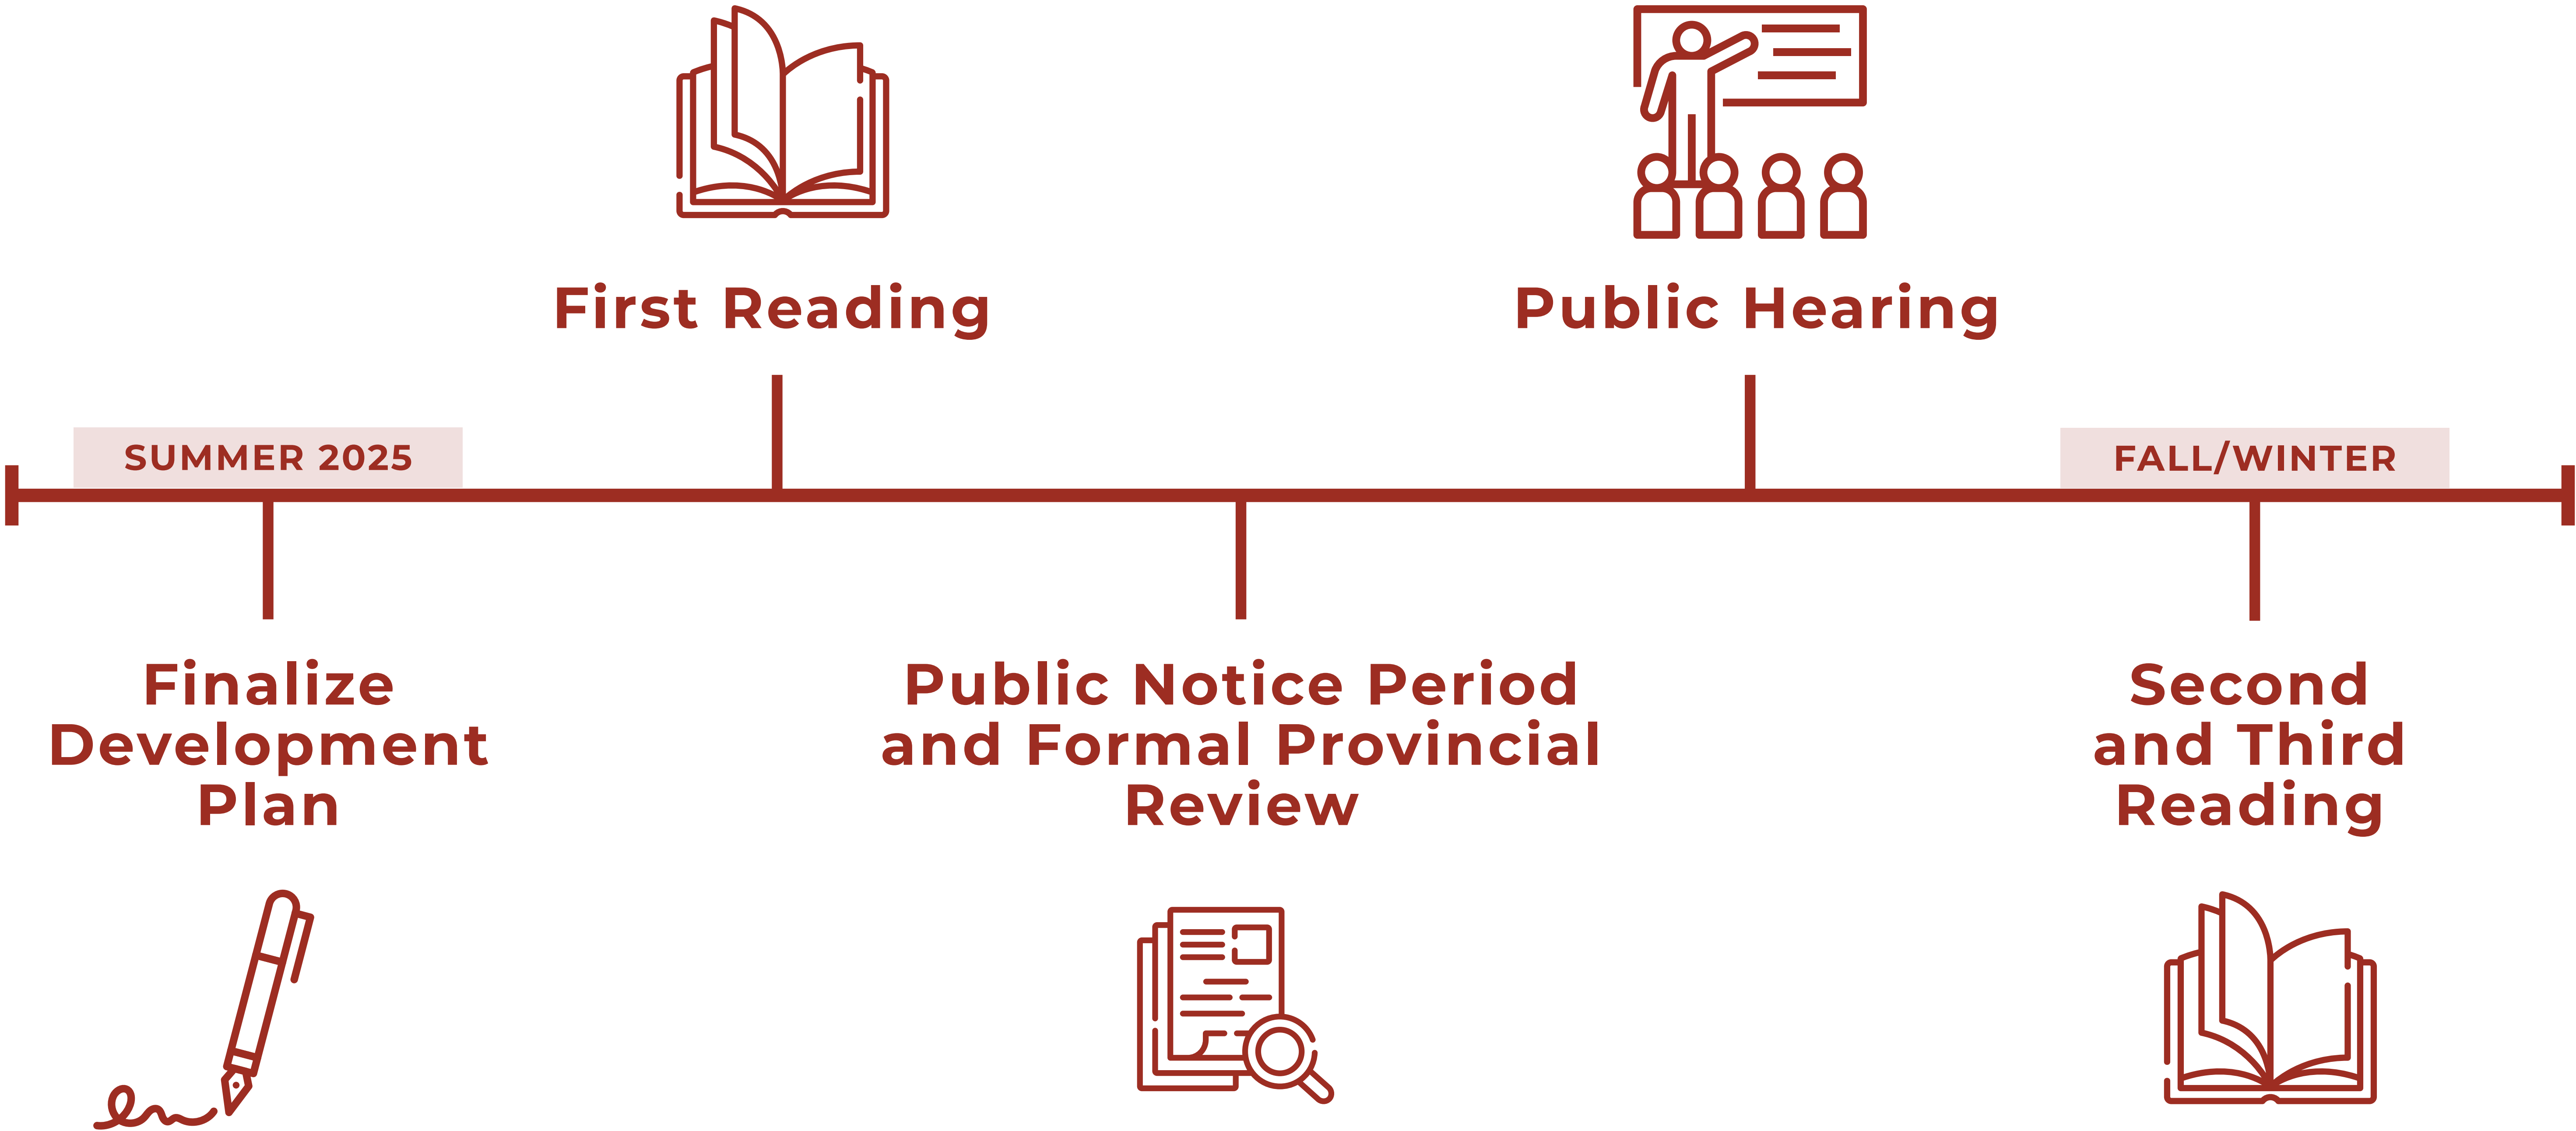 First Reading
Public Hearing
SUMMER 2025
FALL/WINTER
Finalize
Development
Plan
Public Notice Period
and Formal Provincial
Review
Second
and Third
Reading